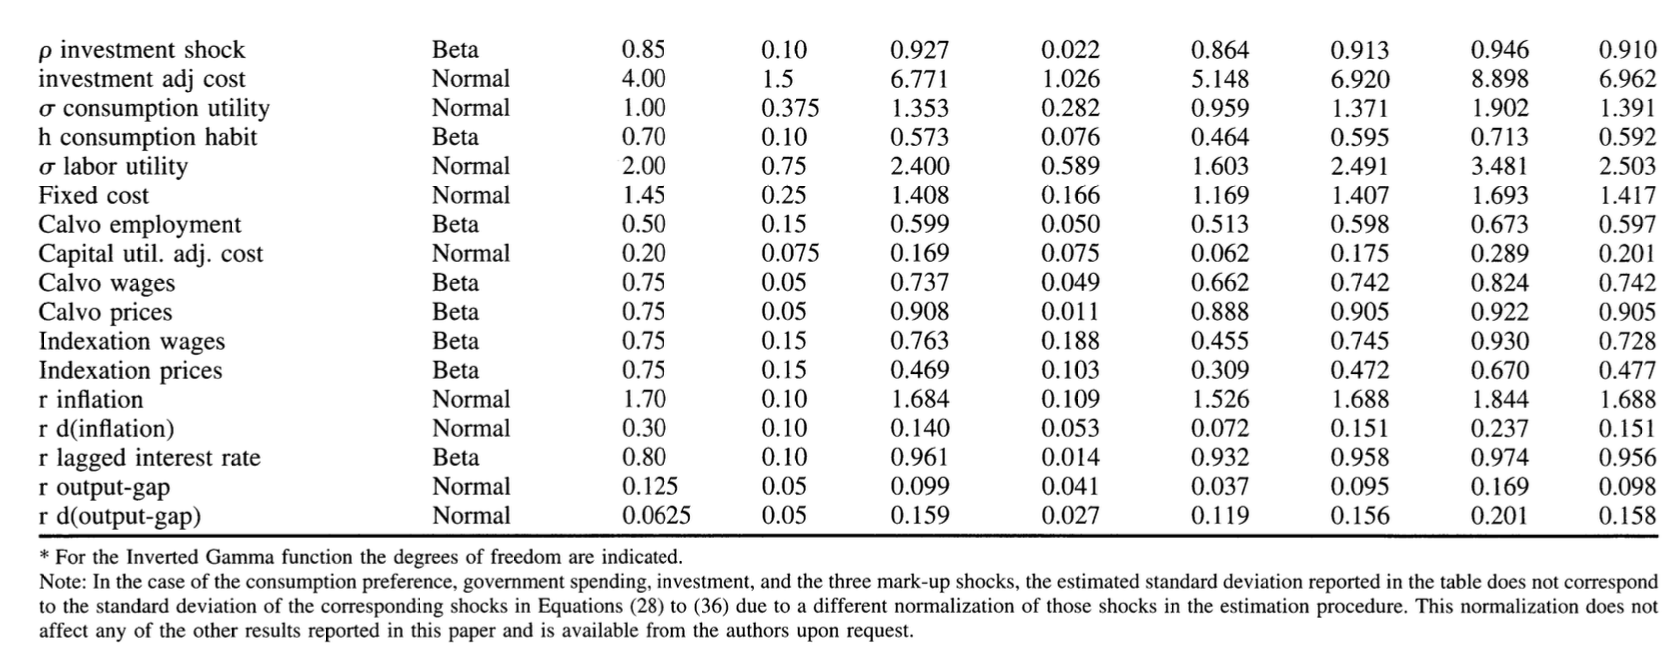 ρ investment shock Beta 0.85 0.10 0.927 0.022 0.864 0.913 0.946 0.910
investment adj cost Normal 4.00 1.5 6.771 1.026 5.148 6.920 8.898 6.962
σ consumption utility Normal 1.00 0.375 1.353 0.282 0.959 1.371 1.902 1.391
h consumption habit Beta 0.70 0.10 0.573 0.076 0.464 0.595 0.713 0.592
σ labor utility Normal 2.00 0.75 2.400 0.589 1.603 2.491 3.481 2.503
Fixed cost Normal 1.45 0.25 1.408 0.166 1.169 1.407 1.693 1.417
Calvo employment Beta 0.50 0.15 0.599 0.050 0.513 0.598 0.673 0.597
Capital util. adj. cost Normal 0.20 0.075 0.169 0.075 0.062 0.175 0.289 0.201
Calvo wages Beta 0.75 0.05 0.737 0.049 0.662 0.742 0.824 0.742
Calvo prices Beta 0.75 0.05 0.908 0.011 0.888 0.905 0.922 0.905
Indexation wages Beta 0.75 0.15 0.763 0.188 0.455 0.745 0.930 0.728
Indexation prices Beta 0.75 0.15 0.469 0.103 0.309 0.472 0.670 0.477
r inflation Normal 1.70 0.10 1.684 0.109 1.526 1.688 1.844 1.688
r d(inflation) Normal 0.30 0.10 0.140 0.053 0.072 0.151 0.237 0.151
r lagged interest rate Beta 0.80 0.10 0.961 0.014 0.932 0.958 0.974 0.956
r output-gap Normal 0.125 0.05 0.099 0.041 0.037 0.095 0.169 0.098
r d(output-gap) Normal 0.0625 0.05 0.159 0.027 0.119 0.156 0.201 0.158
* For the Inverted Gamma function the degrees of freedom are indicated.
Note: In the case of the consumption preference, government spending, investment, and the three mark-up shocks, the estimated standard deviation reported in the table does not correspond
to the standard deviation of the corresponding shocks in Equations (28) to (36) due to a different normalization of those shocks in the estimation procedure. This normalization does not
affect any of the other results reported in this paper and is available from the authors upon request.